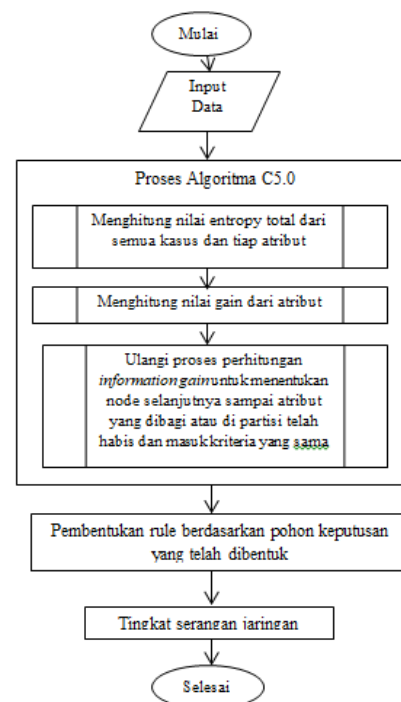 Mulai
Input
Data
Proses Algoritma C5.0
Menghitung nilai entropy total dari
semua kasus dan tiap atribut
Menghitung nilai gain dari atribut
Ulangi proses perhitungan
information gain untuk menentukan
node selanjutnya sampai atribut
yang dibagi atau di partisi telah
habis dan masuk kriteria yang sama
Pembentukan rule berdasarkan pohon keputusan
yang telah dibentuk
Tingkat serangan jaringan
Selesai